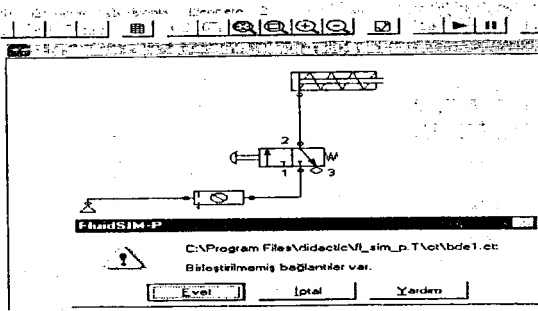 2
1
3
FluidSIM-P
C:\Program Files\didactic\fl_sim_p.T\ct\bde1.ct:
Birleştirilmemiş bağlantılar var.
Evet
İptal
Yardım